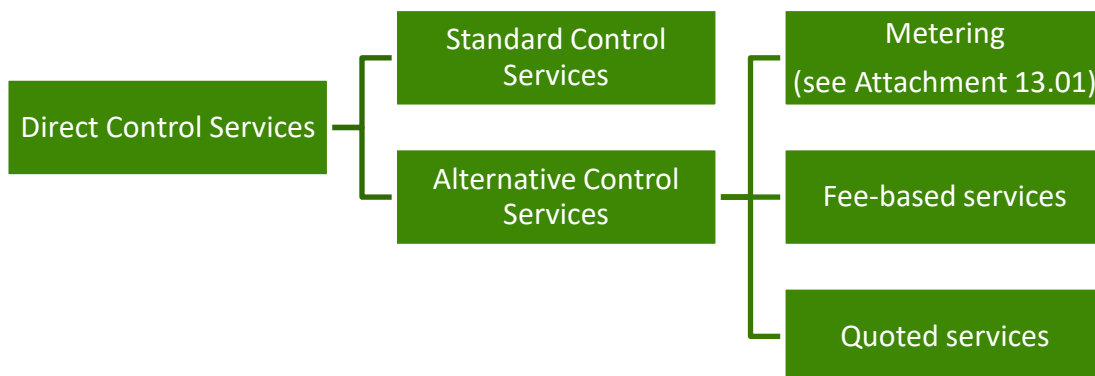 Direct Control Services
Standard Control
Services
Alternative Control
Services
Metering
(see Attachment 13.01)
Fee-based services
Quoted services